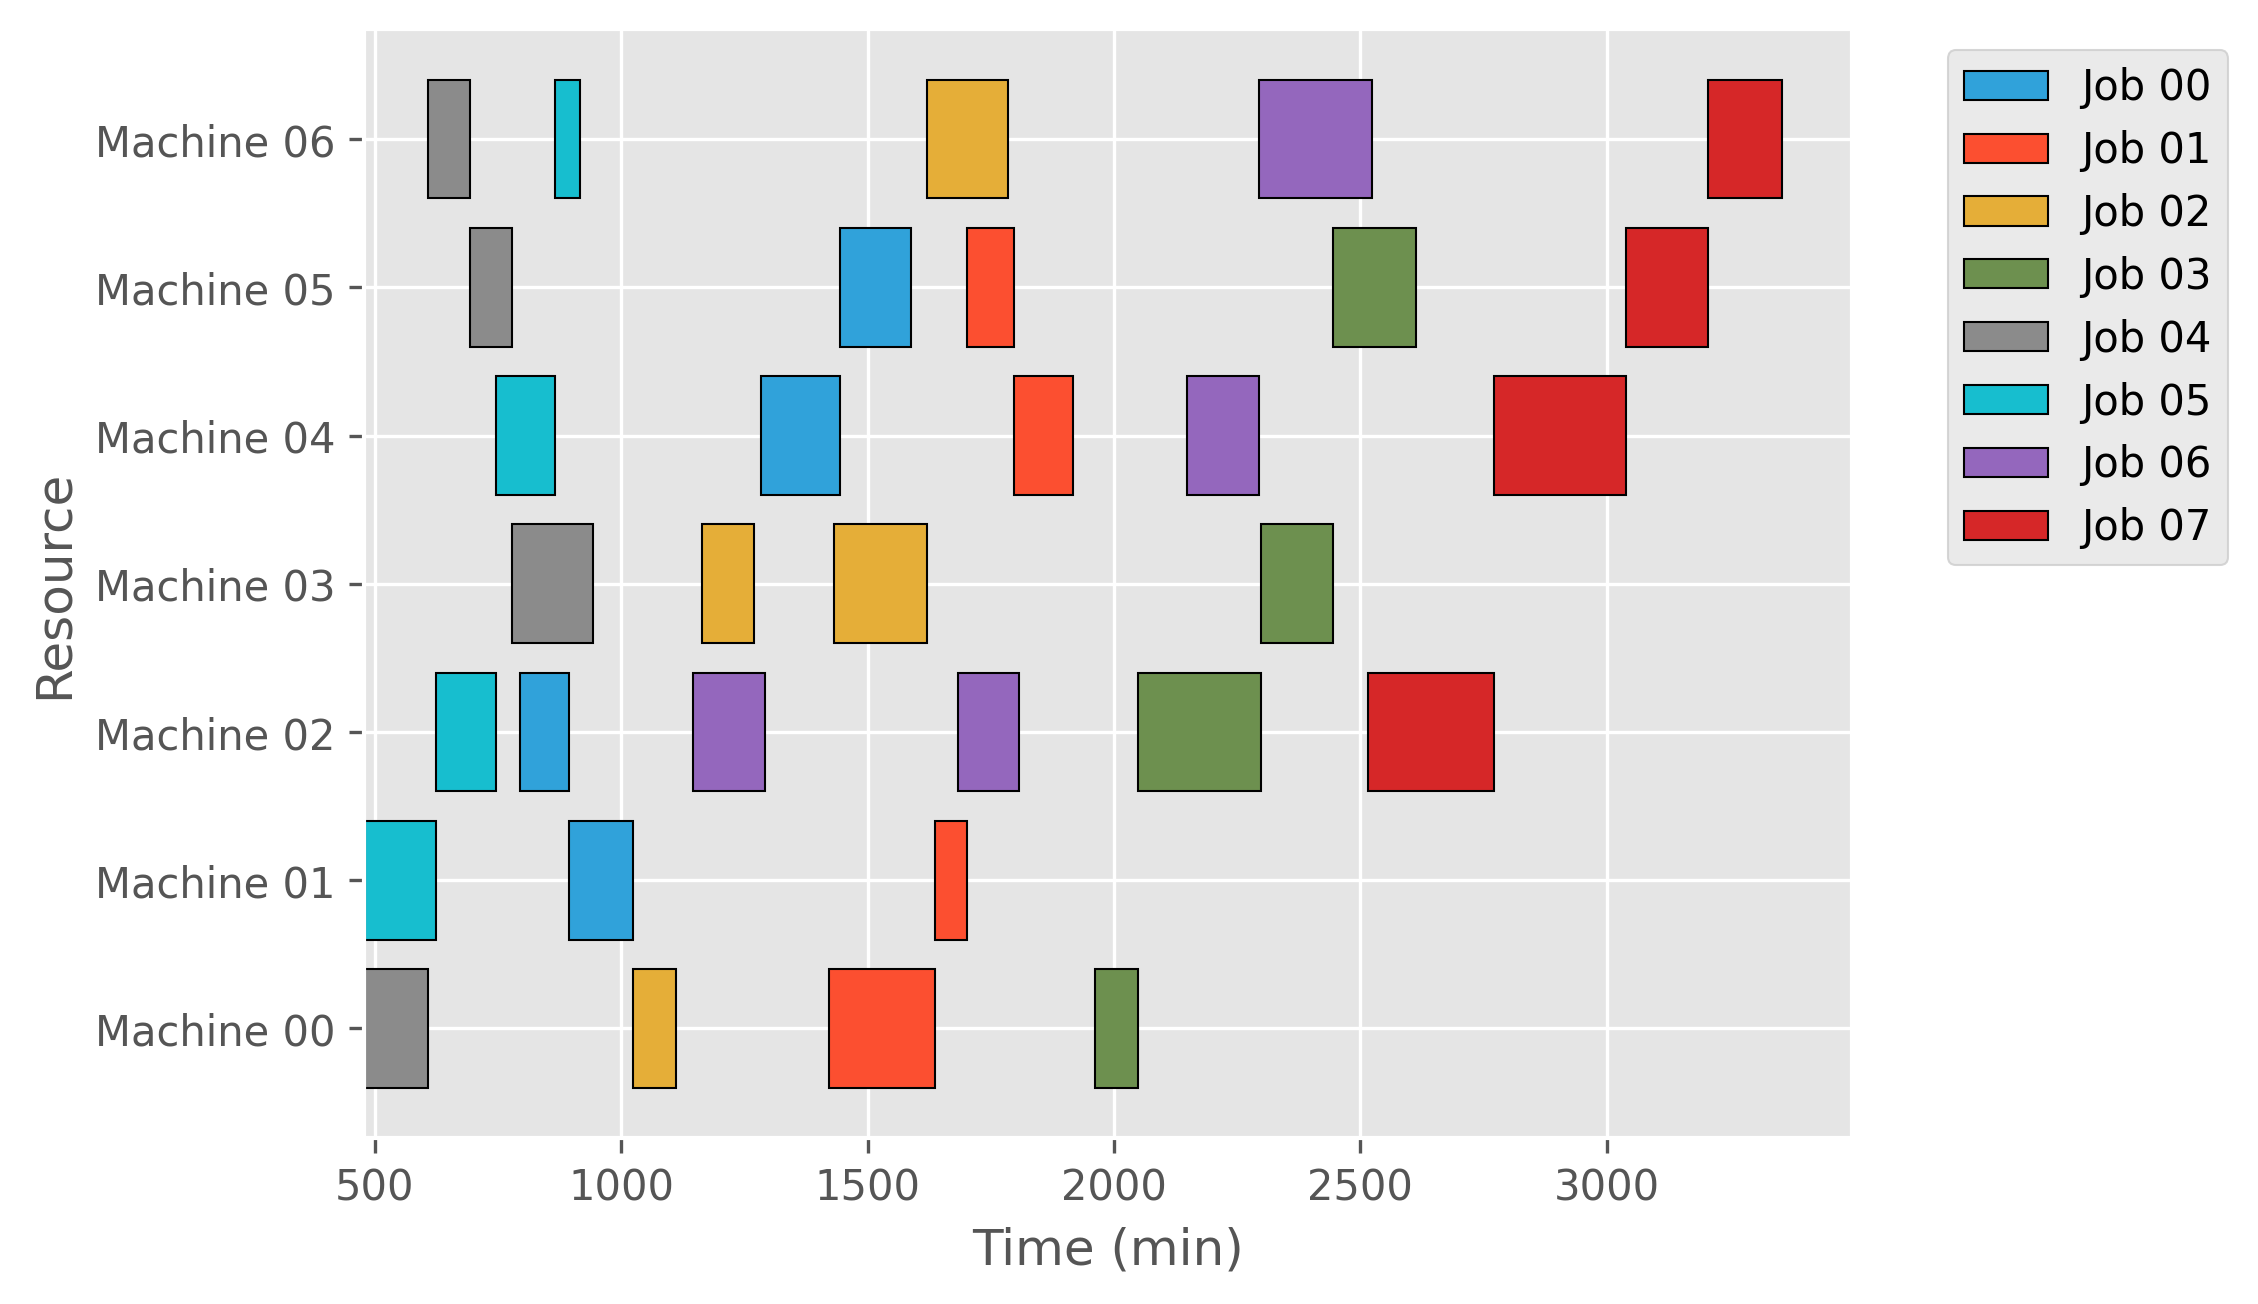 Machine 06
Machine 05
Machine 04
Machine 03
Machine 02
Machine 01
Machine 00
Resource
500 1000 1500 2000 2500 3000
Time (min)
Job 00
Job 01
Job 02
Job 03
Job 04
Job 05
Job 06
Job 07